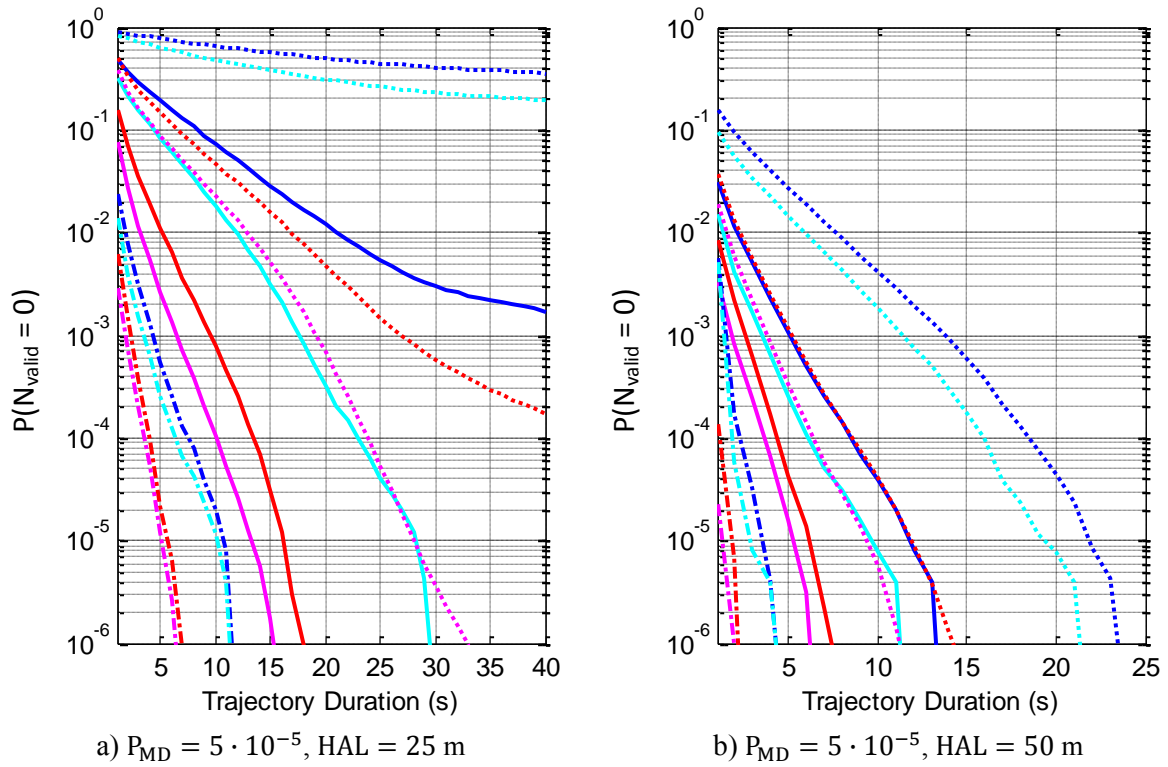 10^0
10^-1
10^-2
10^-3
10^-4
10^-5
10^-6
P(N_valid = 0)
5 10 15 20 25 30 35 40
Trajectory Duration (s)
a) P_MD = 5 · 10^-5, HAL = 25 m
10^0
10^-1
10^-2
10^-3
10^-4
10^-5
10^-6
P(N_valid = 0)
5 10 15 20 25
Trajectory Duration (s)
b) P_MD = 5 · 10^-5, HAL = 50 m